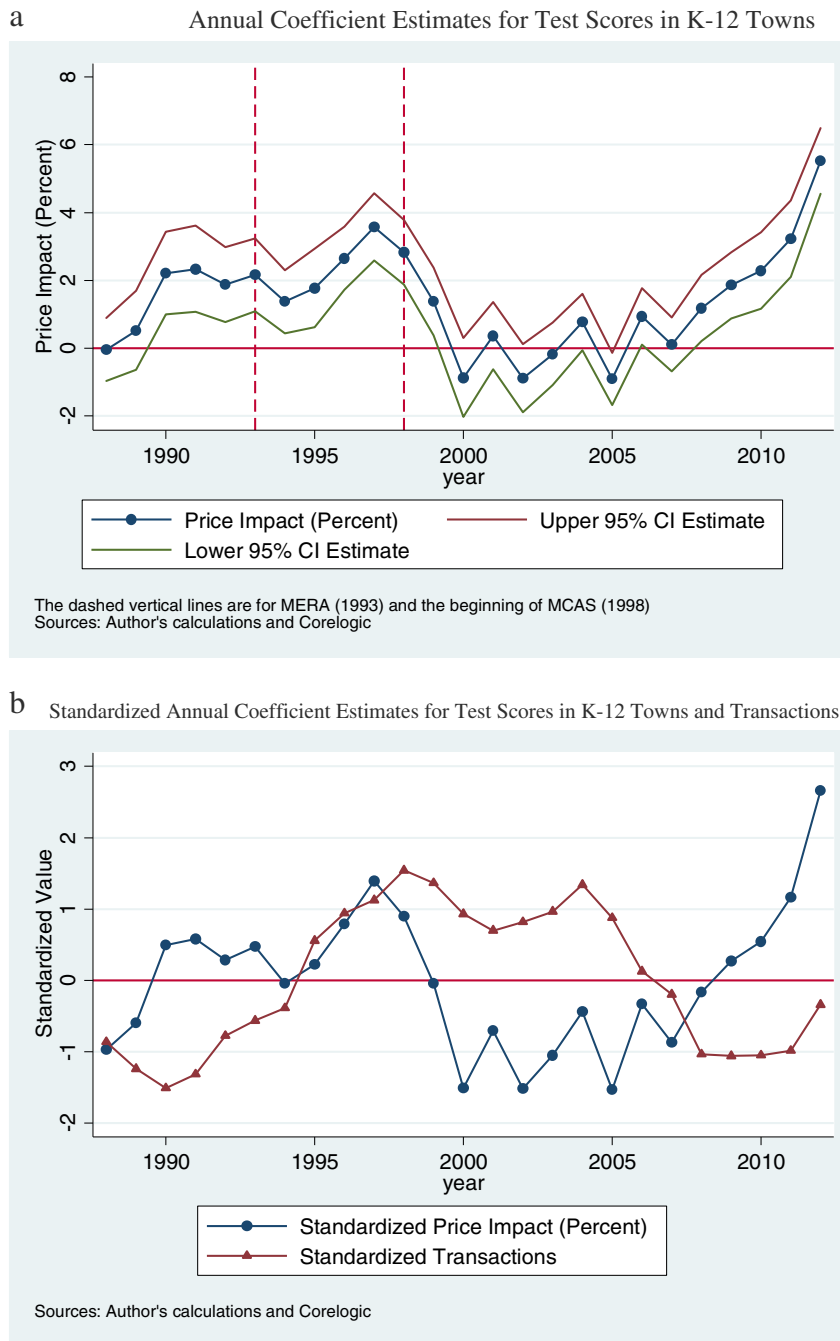 a
Annual Coefficient Estimates for Test Scores in K-12 Towns
Price Impact (Percent)
8
6
4
2
0
-2
1990 1995 2000 2005 2010
year
Price Impact (Percent) Upper 95% CI Estimate
Lower 95% CI Estimate
The dashed vertical lines are for MERA (1993) and the beginning of MCAS (1998)
Sources: Author's calculations and Corelogic
b
Standardized Annual Coefficient Estimates for Test Scores in K-12 Towns and Transactions
Standardized Value
3
2
1
0
-1
-2
1990 1995 2000 2005 2010
year
Standardized Price Impact (Percent)
Standardized Transactions
Sources: Author's calculations and Corelogic